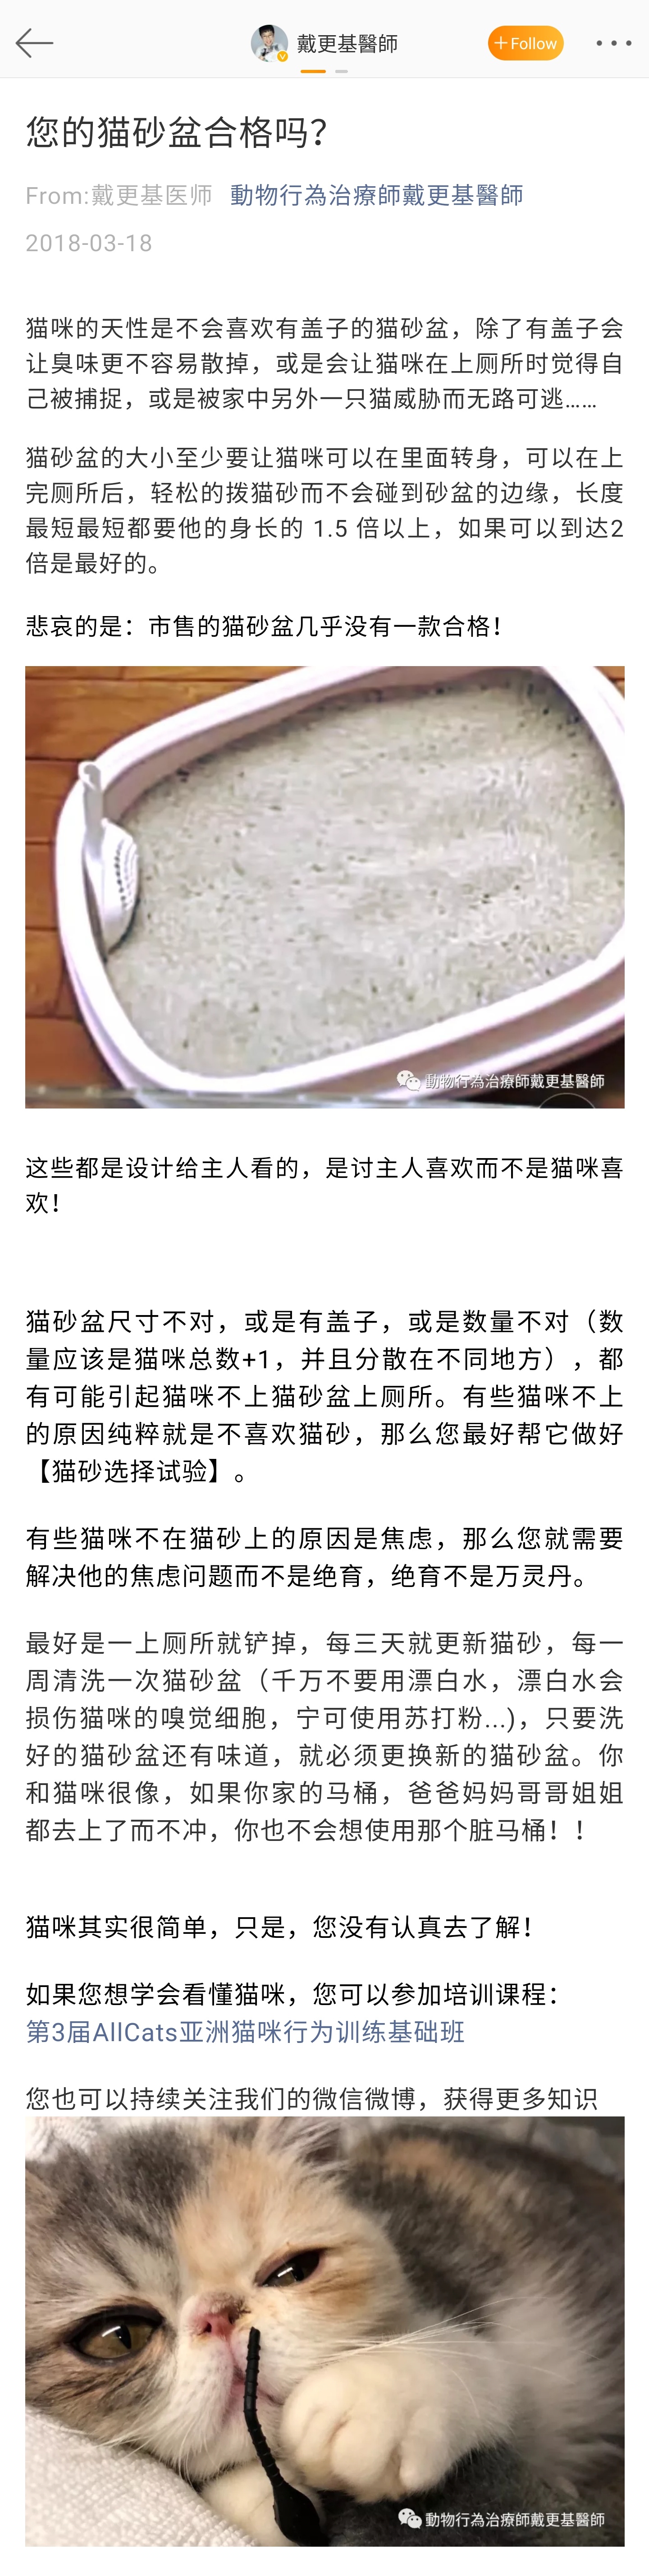 戴更基醫師
+Follow
您的猫砂盆合格吗？
From:戴更基医师 動物行為治療師戴更基醫師
2018-03-18
猫咪的天性是不会喜欢有盖子的猫砂盆，除了有盖子会
让臭味更不容易散掉，或是会让猫咪在上厕所时觉得自
己被捕捉，或是被家中另外一只猫威胁而无路可逃……
猫砂盆的大小至少要让猫咪可以在里面转身，可以在上
完厕所后，轻松的拨猫砂而不会碰到砂盆的边缘，长度
最短最短都要他的身长的 1.5 倍以上，如果可以到达2
倍是最好的。
悲哀的是：市售的猫砂盆几乎没有一款合格！
動物行為治療師戴更基醫師
这些都是设计给主人看的，是讨主人喜欢而不是猫咪喜
欢！
猫砂盆尺寸不对，或是有盖子，或是数量不对（数
量应该是猫咪总数+1，并且分散在不同地方），都
有可能引起猫咪不上猫砂盆上厕所。有些猫咪不上
的原因纯粹就是不喜欢猫砂，那么您最好帮它做好
【猫砂选择试验】。
有些猫咪不在猫砂上的原因是焦虑，那么您就需要
解决他的焦虑问题而不是绝育，绝育不是万灵丹。
最好是一上厕所就铲掉，每三天就更新猫砂，每一
周清洗一次猫砂盆（千万不要用漂白水，漂白水会
损伤猫咪的嗅觉细胞，宁可使用苏打粉...)，只要洗
好的猫砂盆还有味道，就必须更换新的猫砂盆。你
和猫咪很像，如果你家的马桶，爸爸妈妈哥哥姐姐
都去上了而不冲，你也不会想使用那个脏马桶！！
猫咪其实很简单，只是，您没有认真去了解！
如果您想学会看懂猫咪，您可以参加培训课程：
第3届AllCats亚洲猫咪行为训练基础班
您也可以持续关注我们的微信微博，获得更多知识
動物行為治療師戴更基醫師